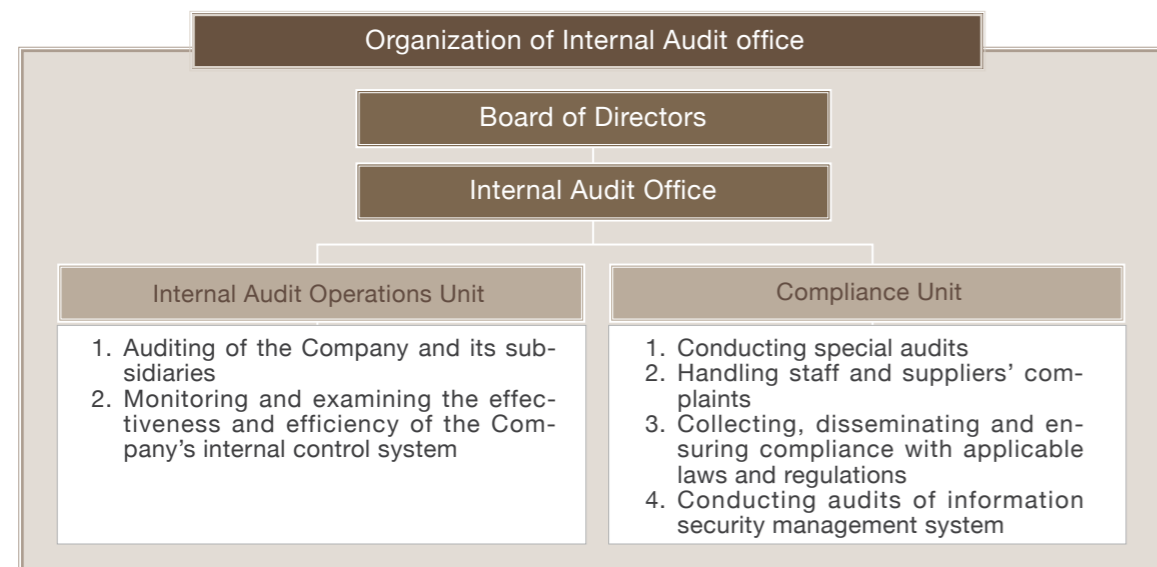 Organization of Internal Audit office
Board of Directors
Internal Audit Office
Internal Audit Operations Unit
1. Auditing of the Company and its sub-
sidiaries
2. Monitoring and examining the effec-
tiveness and efficiency of the Com-
pany’s internal control system
Compliance Unit
1. Conducting special audits
2. Handling staff and suppliers’ com-
plaints
3. Collecting, disseminating and en-
suring compliance with applicable
laws and regulations
4. Conducting audits of information
security management system